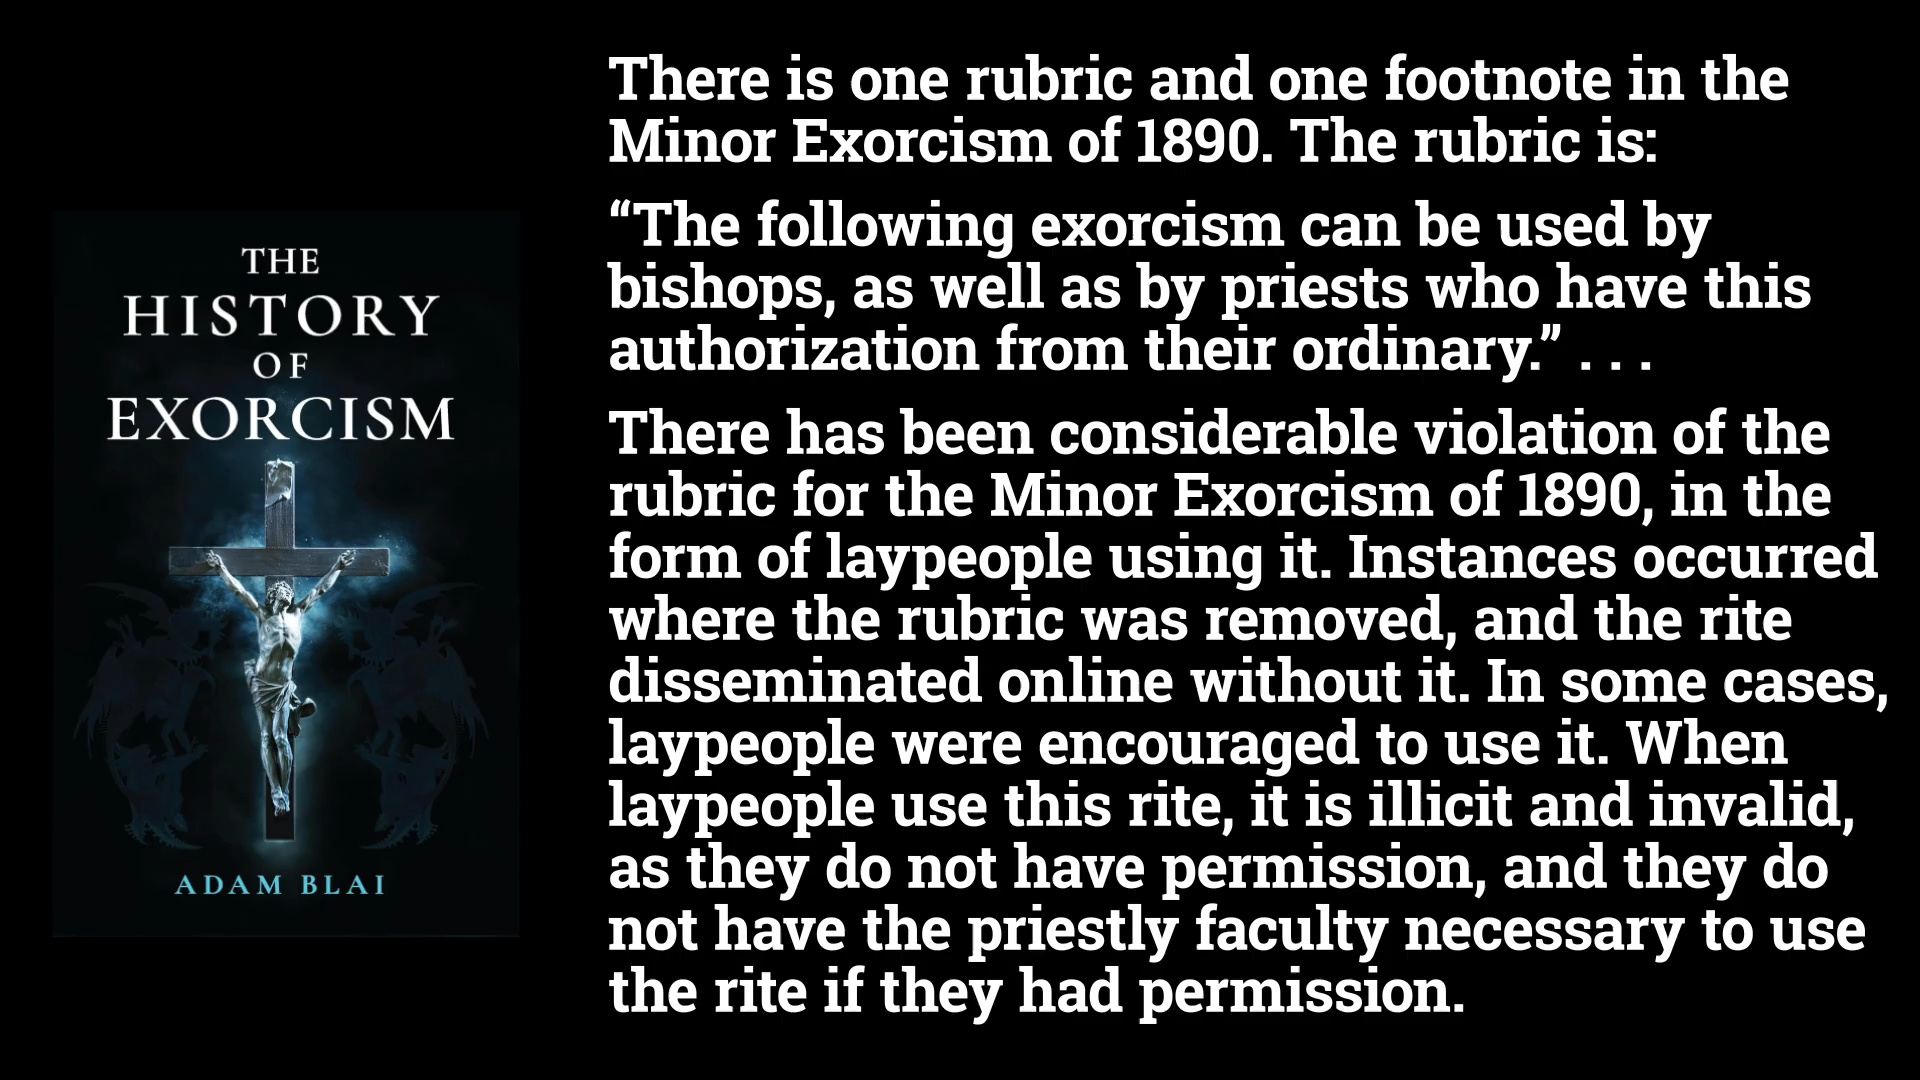 THE
HISTORY
OF
EXORCISM
ADAM BLAI
There is one rubric and one footnote in the
Minor Exorcism of 1890. The rubric is:
“The following exorcism can be used by
bishops, as well as by priests who have this
authorization from their ordinary.” . . .
There has been considerable violation of the
rubric for the Minor Exorcism of 1890, in the
form of laypeople using it. Instances occurred
where the rubric was removed, and the rite
disseminated online without it. In some cases,
laypeople were encouraged to use it. When
laypeople use this rite, it is illicit and invalid,
as they do not have permission, and they do
not have the priestly faculty necessary to use
the rite if they had permission.